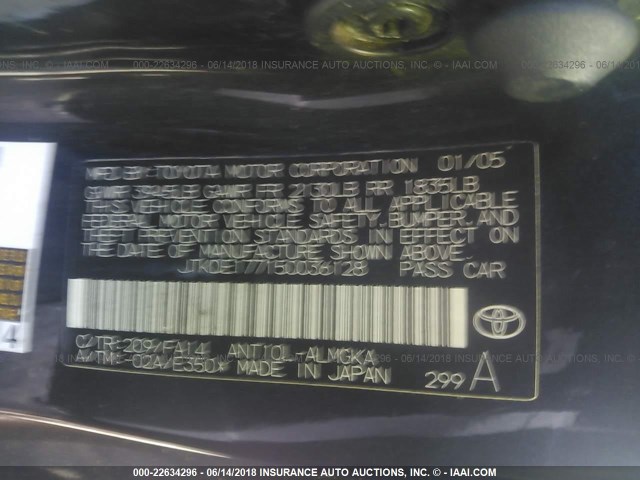 000-22634296 - 06/14/2018 INSURANCE AUTO AUCTIONS, INC. - IAAI.COM
MFD.BY: TOYOTA MOTOR CORPORATION 01/05
GVWR 3945LB GAWR FR 2130LB RR 1835LB
THIS VEHICLE CONFORMS TO ALL APPLICABLE
FEDERAL MOTOR VEHICLE SAFETY, BUMPER, AND
THEFT PREVENTION STANDARDS IN EFFECT ON
THE DATE OF MANUFACTURE SHOWN ABOVE.
JTKDE177150036128 PASS CAR
C/TR: 209/FA14 ANT10L-ALMGKA
A/TM: -02A/E350* MADE IN JAPAN
299 A
4
000-22634296 - 06/14/2018 INSURANCE AUTO AUCTIONS, INC. - IAAI.COM